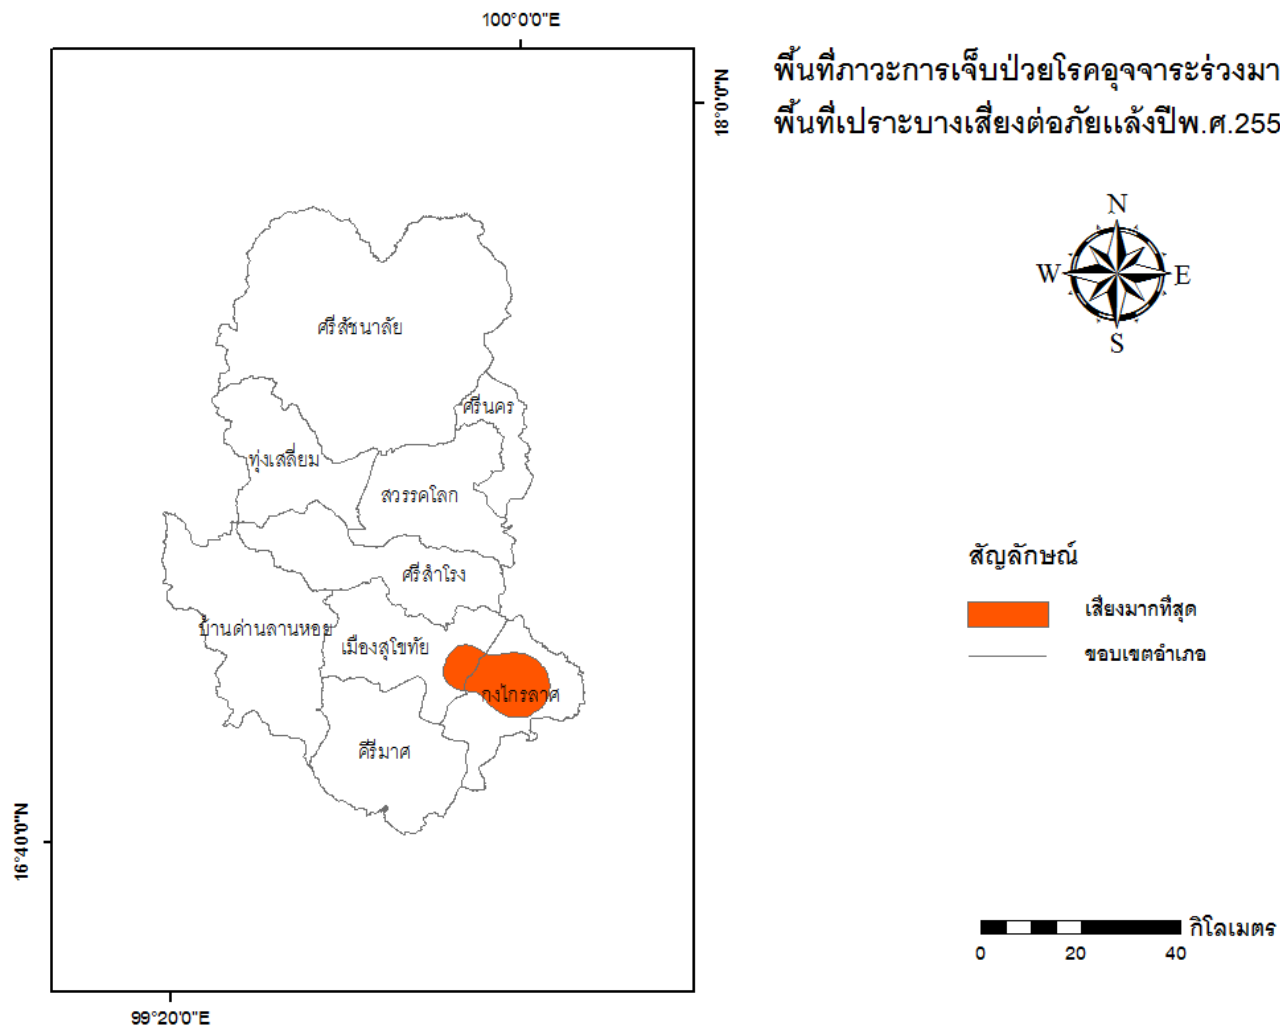 100°0'0"E
พื้นที่ภาวะการเจ็บป่วยโรคอุจจาระร่วงมา
พื้นที่เปราะบางเสี่ยงต่อภัยแล้งปีพ.ศ.255
18°0'0"N
N
W
E
S
ศรีสัชนาลัย
ศรีนคร
ทุ่งเสลี่ยม
สวรรคโลก
ศรีสำโรง
บ้านด่านลานหอย
เมืองสุโขทัย
กงไกรลาศ
คีรีมาศ
สัญลักษณ์
เสี่ยงมากที่สุด
ขอบเขตอำเภอ
16°40'0"N
กิโลเมตร
0 20 40
99°20'0"E